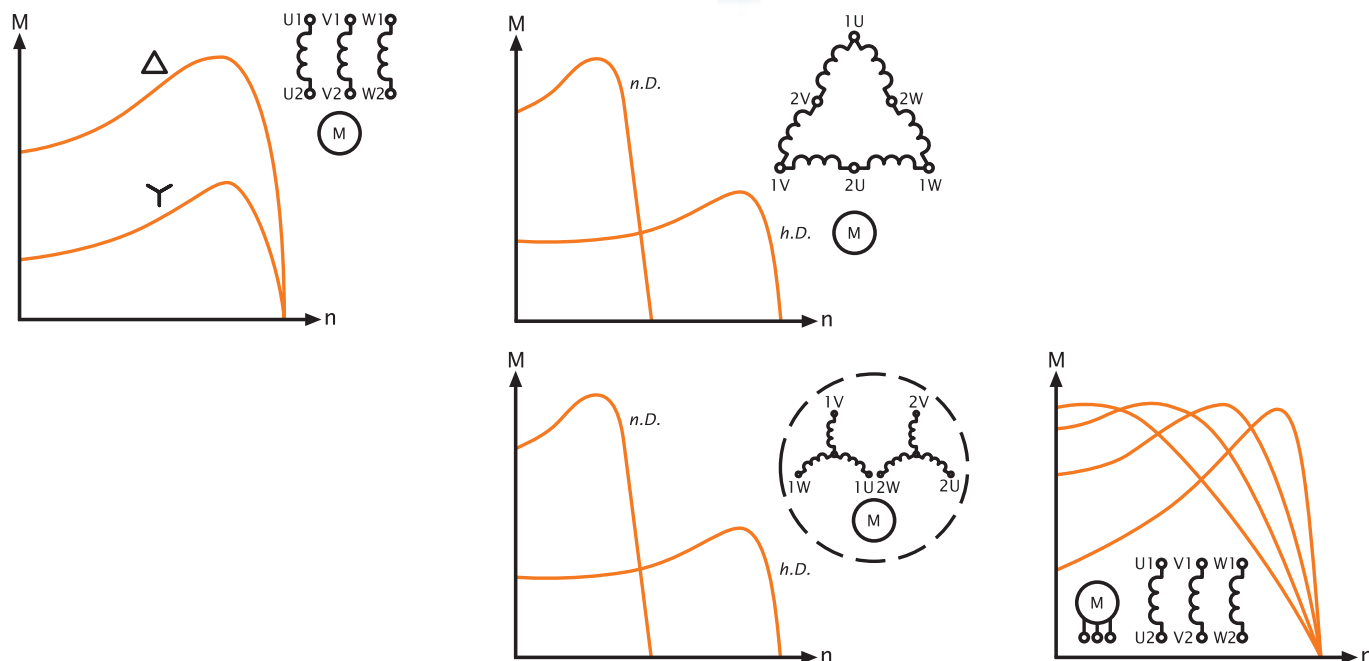 M
U1 V1 W1
U2 V2 W2
M
n
M
n.D.
h.D.
n
1U
2V 2W
1V 2U 1W
M
M
n.D.
h.D.
n
1V 2V
1W 1U 2W 2U
M
M
n
M
U1 V1 W1
U2 V2 W2